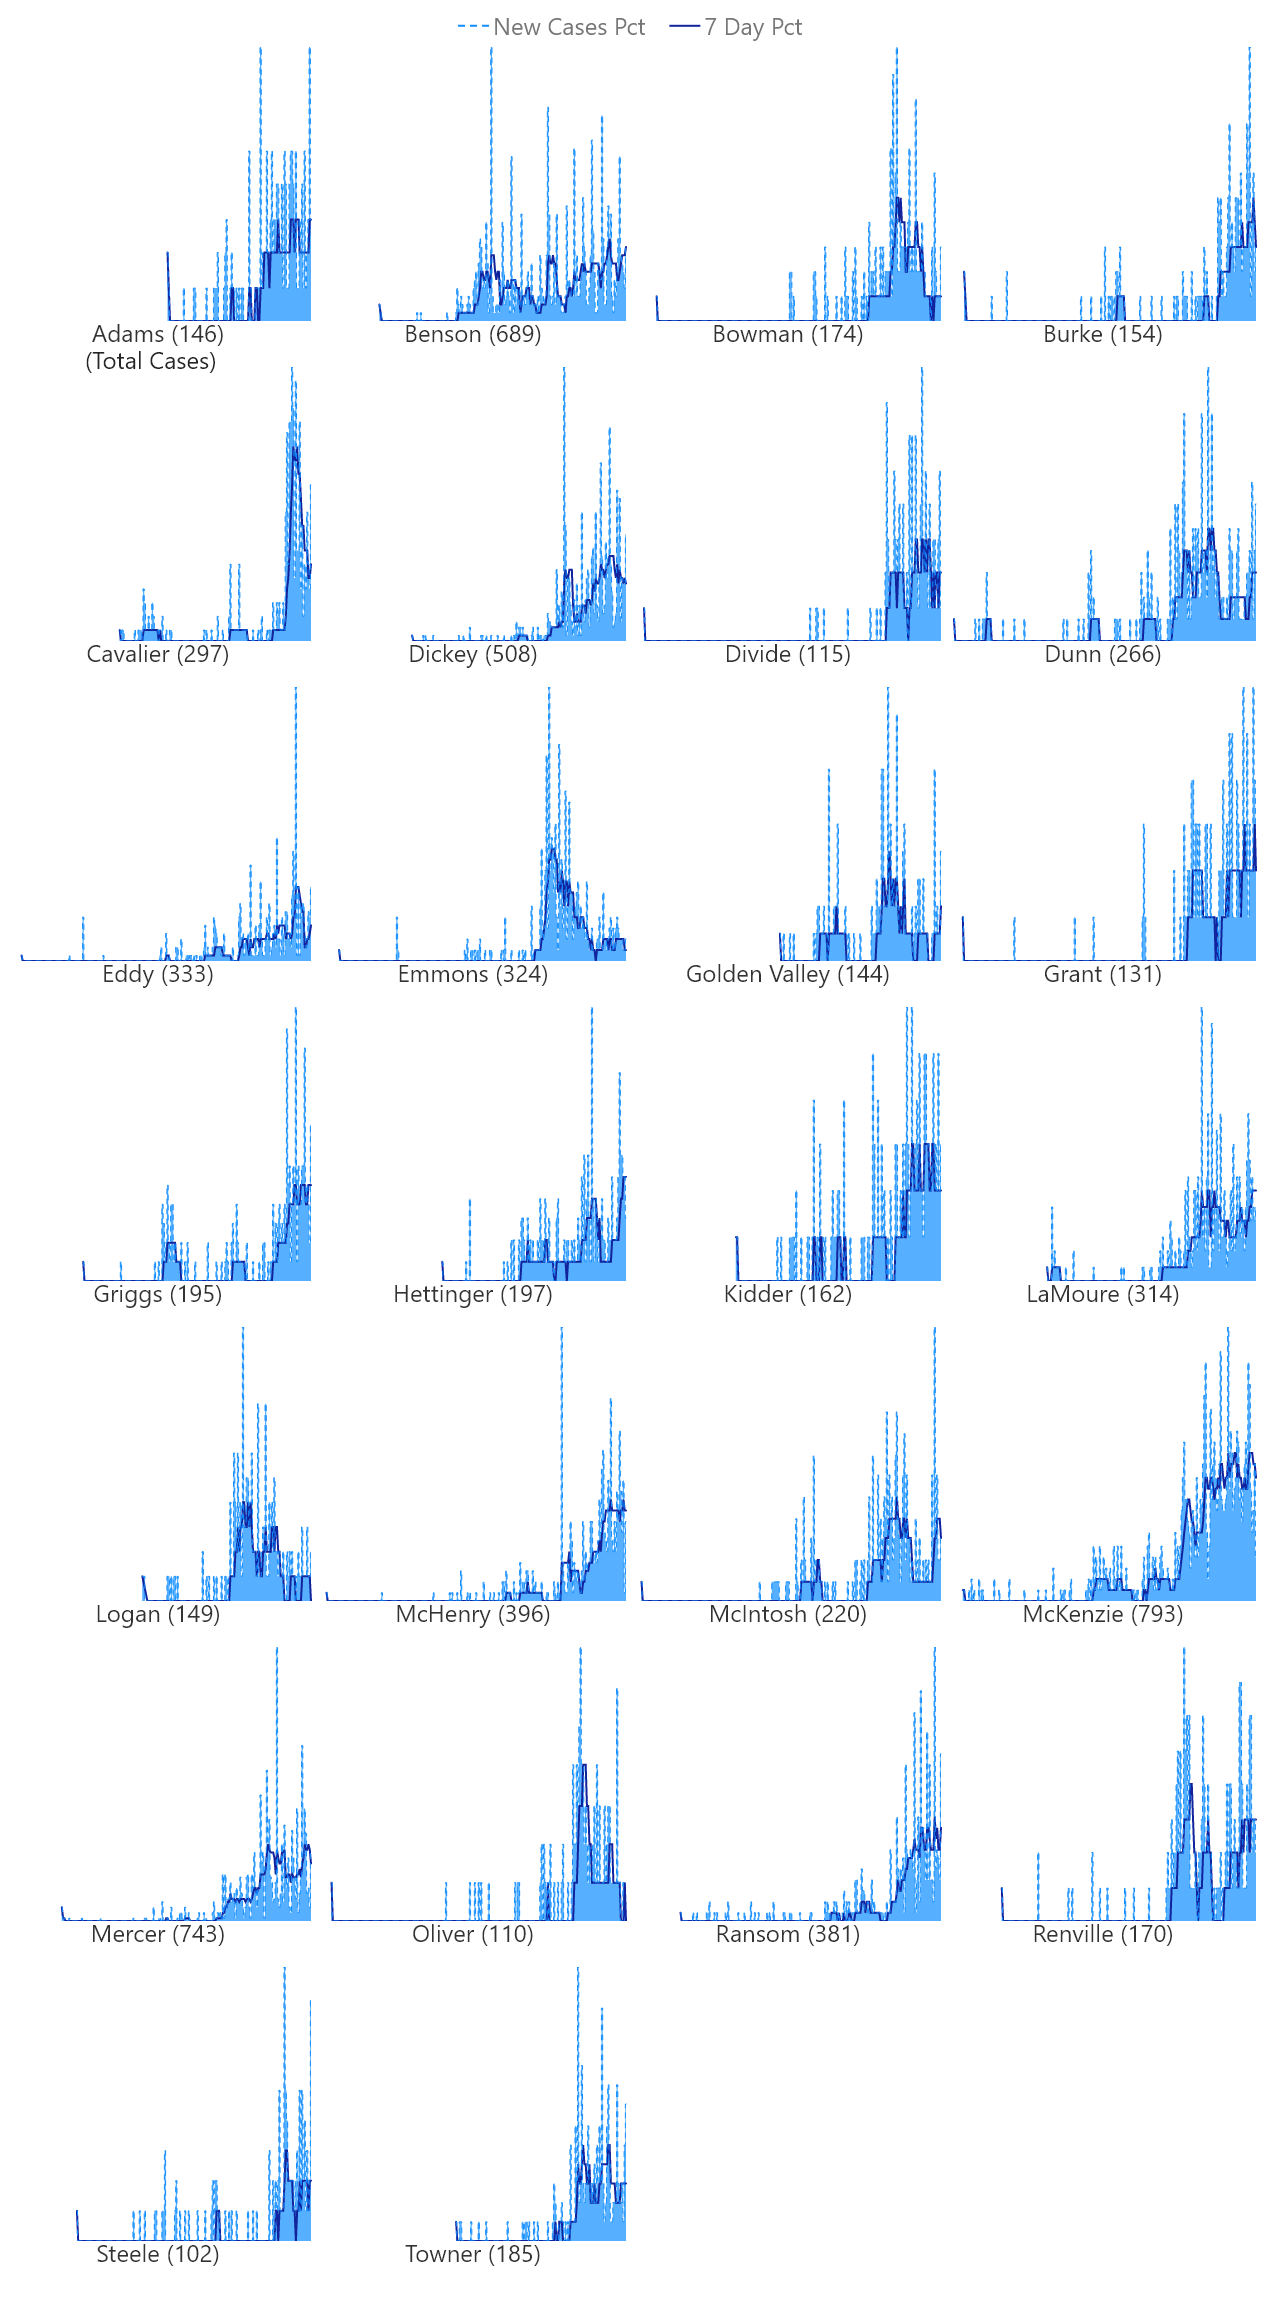 New Cases Pct 7 Day Pct
Adams (146) Benson (689) Bowman (174) Burke (154)
(Total Cases)
Cavalier (297) Dickey (508) Divide (115) Dunn (266)
Eddy (333) Emmons (324) Golden Valley (144) Grant (131)
Griggs (195) Hettinger (197) Kidder (162) LaMoure (314)
Logan (149) McHenry (396) McIntosh (220) McKenzie (793)
Mercer (743) Oliver (110) Ransom (381) Renville (170)
Steele (102) Towner (185)